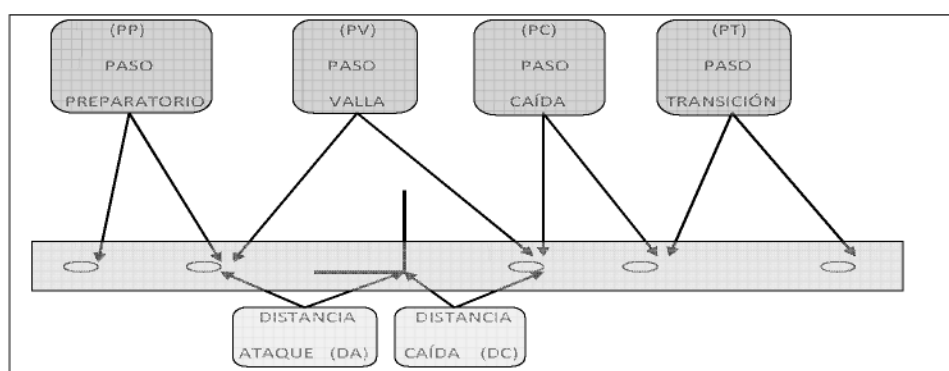 (PP)
PASO
PREPARATORIO
(PV)
PASO
VALLA
(PC)
PASO
CAÍDA
(PT)
PASO
TRANSICIÓN
DISTANCIA
ATAQUE (DA)
DISTANCIA
CAÍDA (DC)